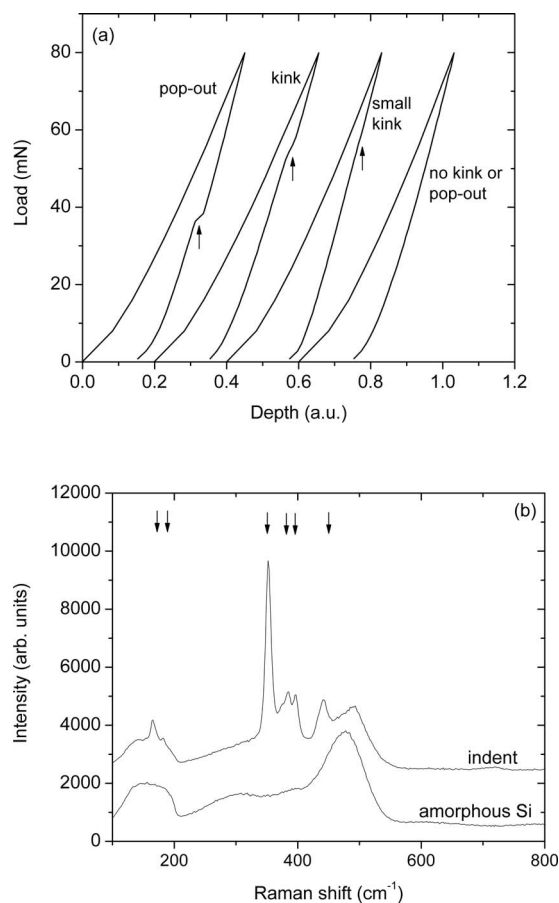 (a)
80
60
40
20
0
Load (mN)
pop-out
kink
small
kink
no kink or
pop-out
0.0 0.2 0.4 0.6 0.8 1.0 1.2
Depth (a.u.)
(b)
12000
10000
8000
6000
4000
2000
0
Intensity (arb. units)
indent
amorphous Si
200 400 600 800
Raman shift (cm⁻¹)